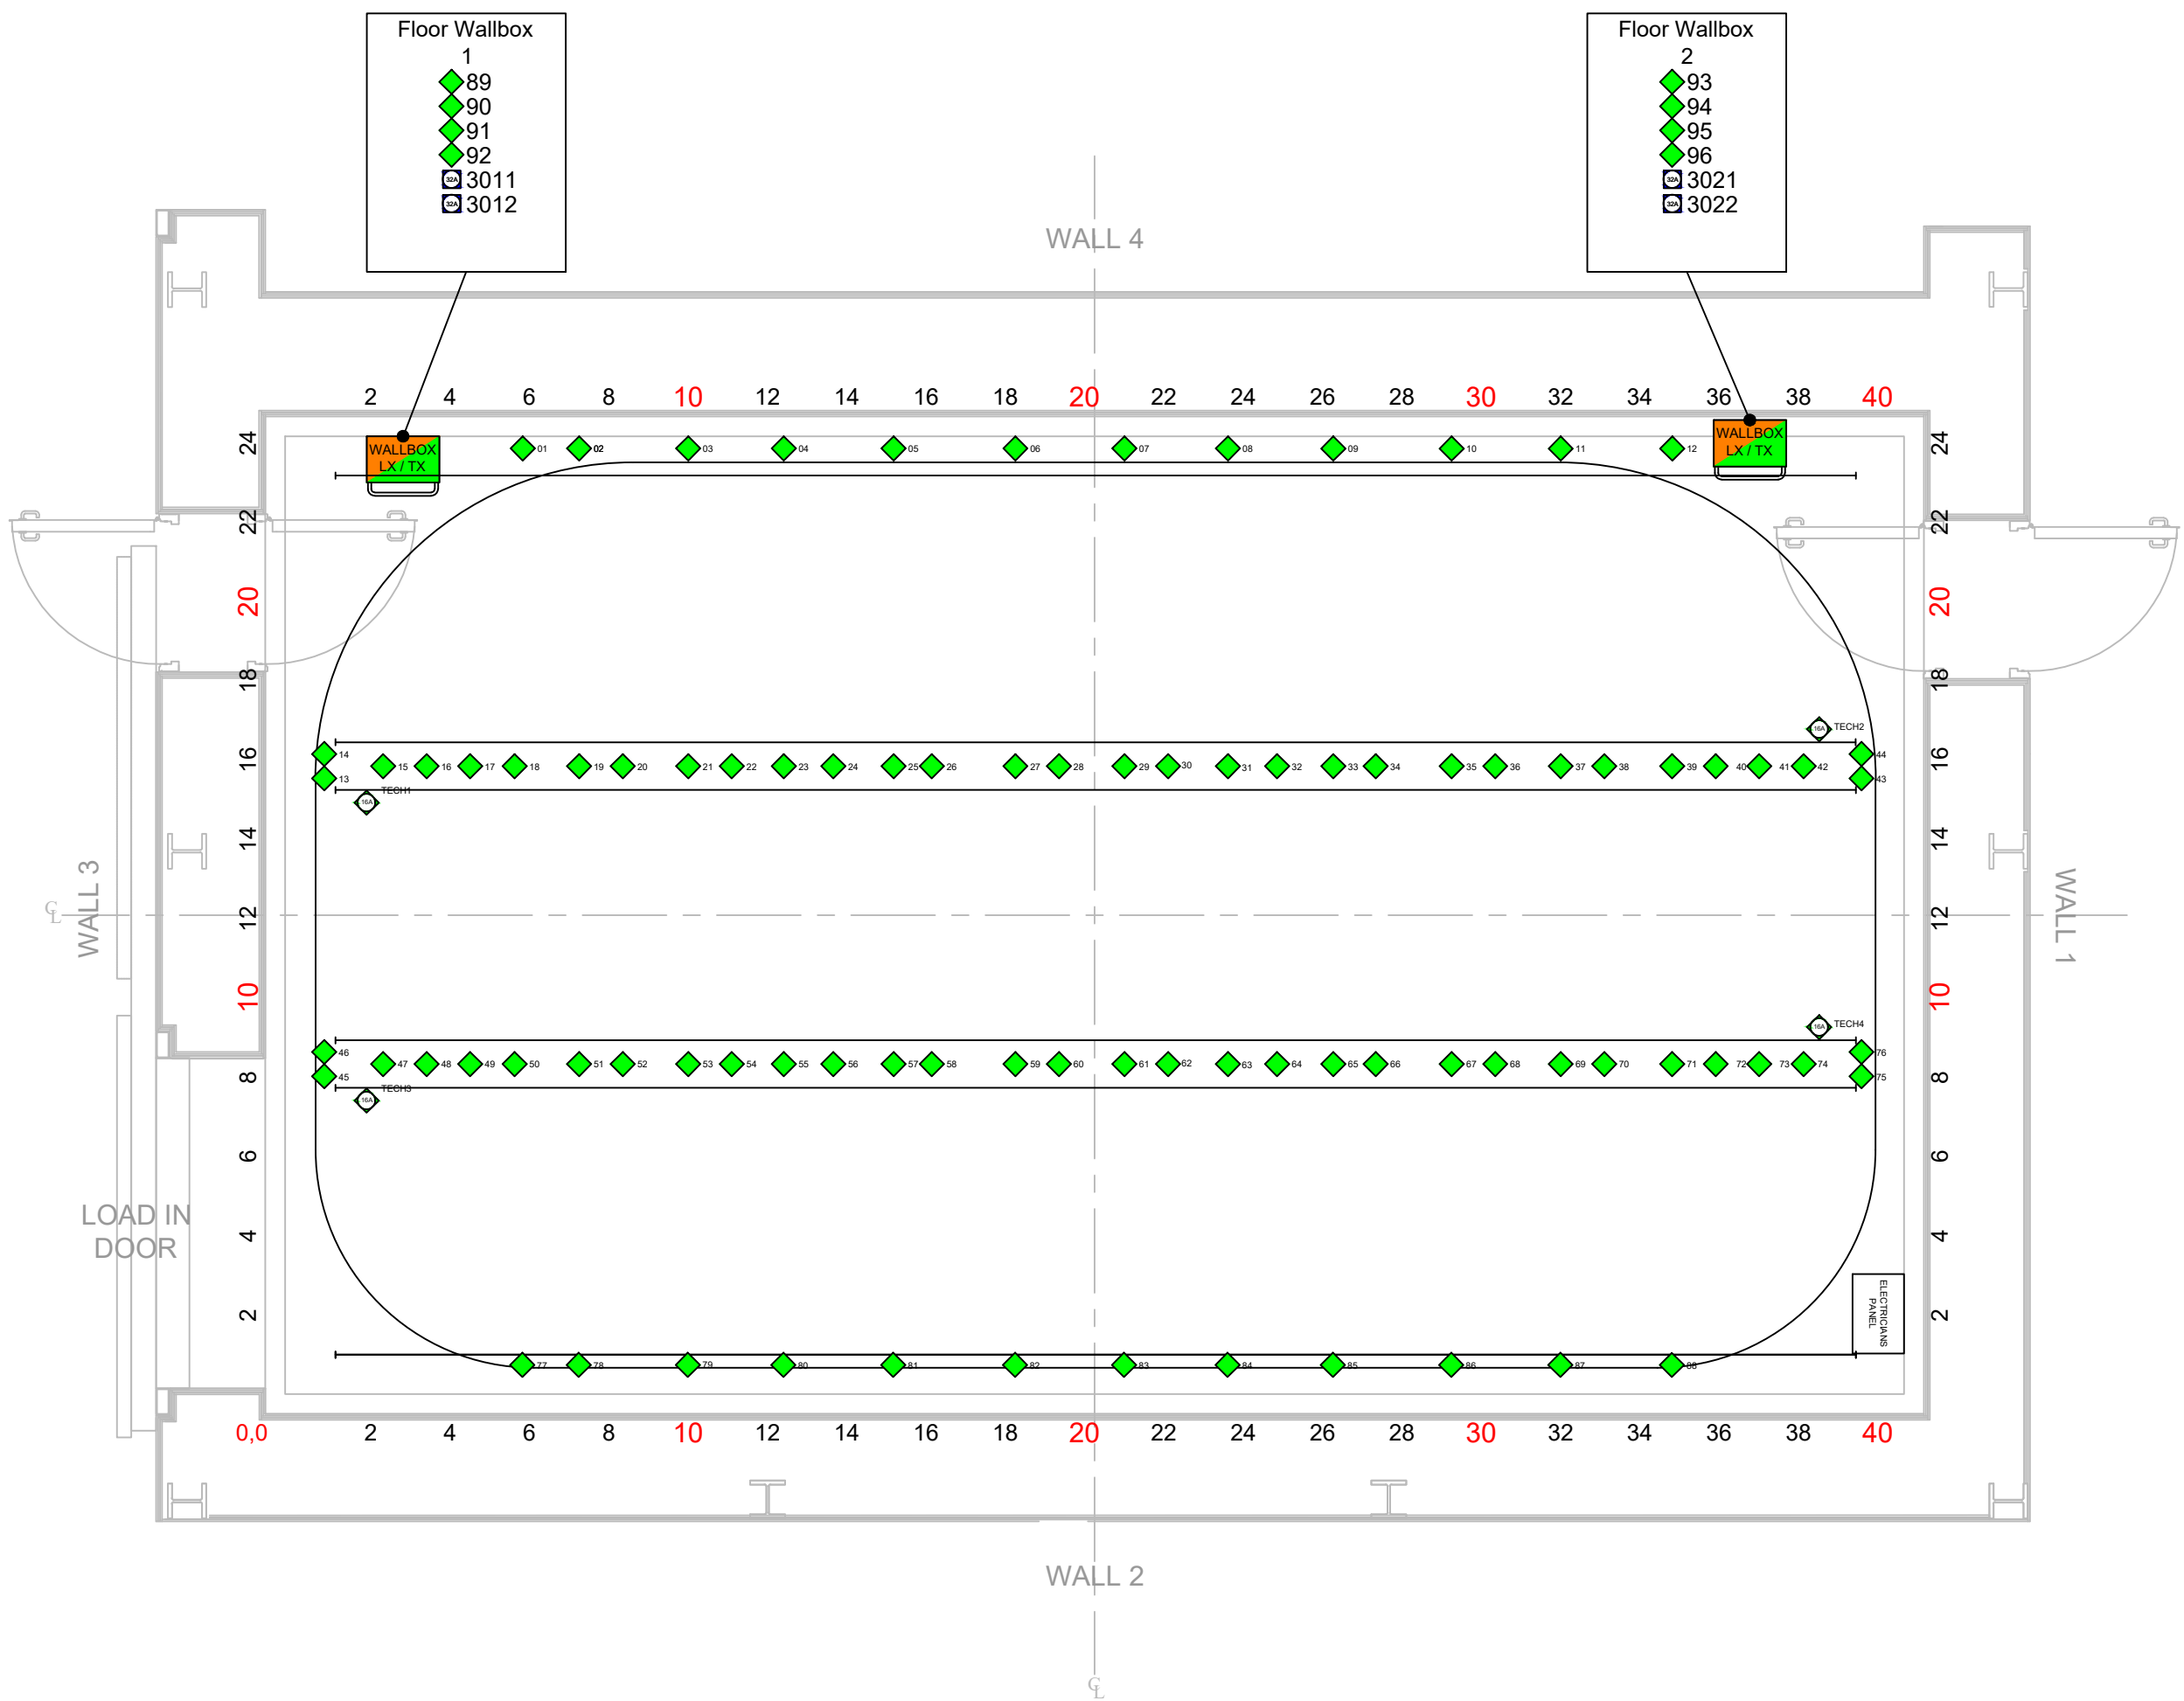 Floor Wallbox
1
89
90
91
92
32A 3011
32A 3012
Floor Wallbox
2
93
94
95
96
32A 3021
32A 3022
WALL 4
2 4 6 8 10 12 14 16 18 20 22 24 26 28 30 32 34 36 38 40
WALLBOX
LX / TX
01 02 03 04 05 06 07 08 09 10 11 12
WALLBOX
LX / TX
24 24
22 22
20 20
18 18
16A TECH2
16 16
14 15 16 17 18 19 20 21 22 23 24 25 26 27 28 29 30 31 32 33 34 35 36 37 38 39 40 41 42 44
13 43
16A TECH1
14 14
WALL 3
WALL 1
CL
12 12
10 10
16A TECH4
46 47 48 49 50 51 52 53 54 55 56 57 58 59 60 61 62 63 64 65 66 67 68 69 70 71 72 73 74 76
45 75
8 8
16A TECH3
6 6
LOAD IN
DOOR
4 4
2 2
ELECTRICIANS
PANEL
77 78 79 80 81 82 83 84 85 86 87 88
0,0 2 4 6 8 10 12 14 16 18 20 22 24 26 28 30 32 34 36 38 40
WALL 2
CL